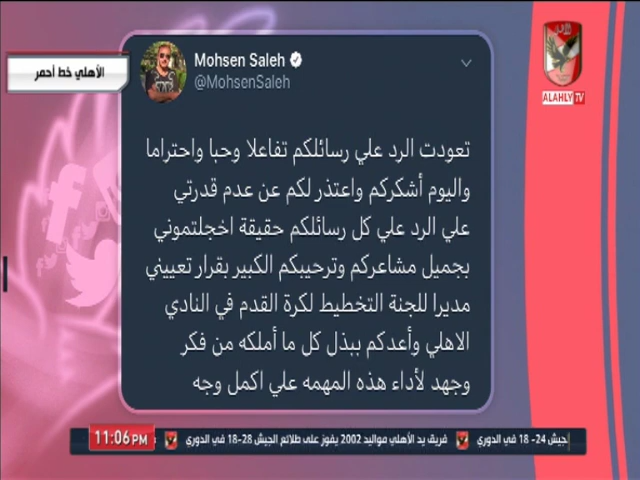 الأهلي خط أحمر
Mohsen Saleh
@MohsenSaleh
ALAHLY TV
تعودت الرد علي رسائلكم تفاعلا وحبا واحتراما
واليوم أشكركم واعتذر لكم عن عدم قدرتي
علي الرد علي كل رسائلكم حقيقة اخجلتموني
بجميل مشاعركم وترحيبكم الكبير بقرار تعييني
مديرا للجنة التخطيط لكرة القدم في النادي
الاهلي وأعدكم ببذل كل ما أملكه من فكر
وجهد لأداء هذه المهمه علي اكمل وجه
11:06 PM
جيش 24- 18 في الدوري فريق يد الأهلي مواليد 2002 يفوز على طلائع الجيش 28-18 في الدوري